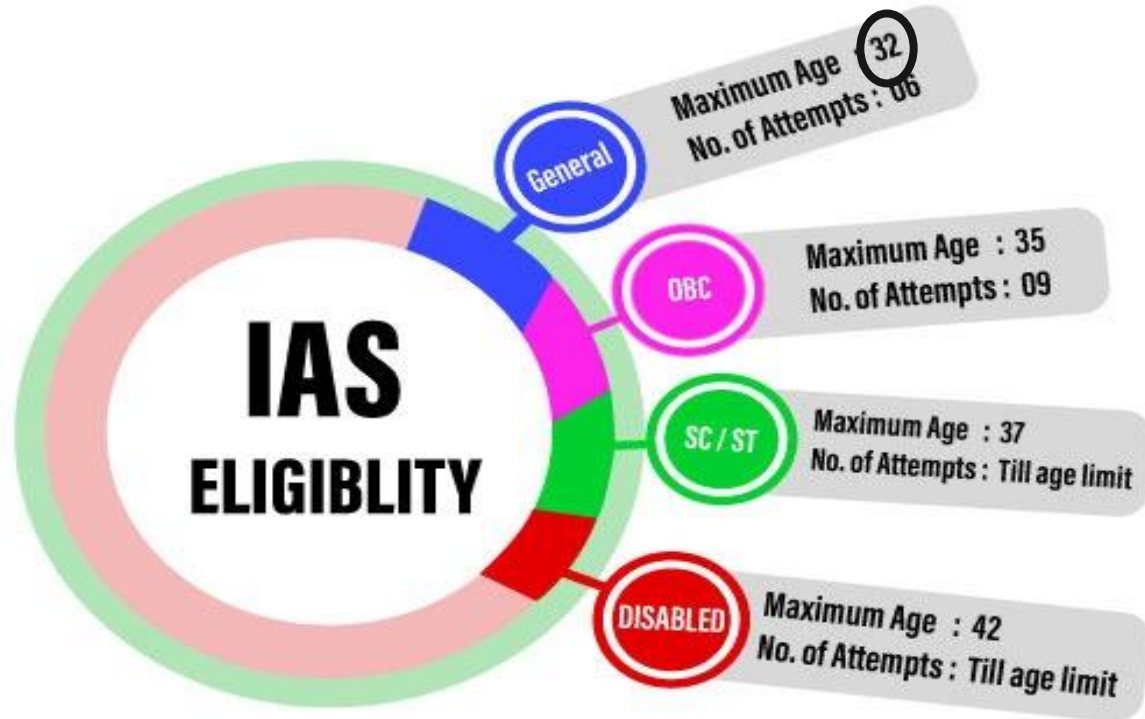 IAS
ELIGIBLITY
General
Maximum Age : 32
No. of Attempts : 06
OBC
Maximum Age : 35
No. of Attempts : 09
SC / ST
Maximum Age : 37
No. of Attempts : Till age limit
DISABLED
Maximum Age : 42
No. of Attempts : Till age limit